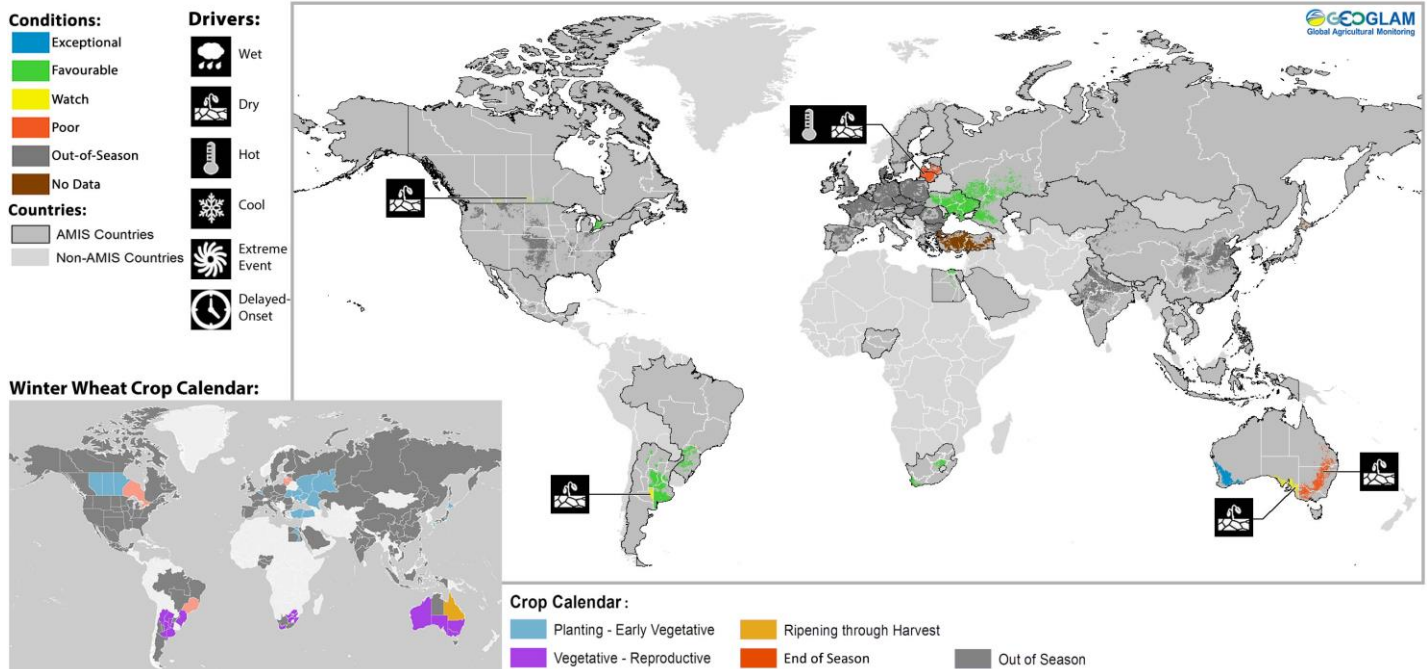 Conditions:
Exceptional
Favourable
Watch
Poor
Out-of-Season
No Data
Countries:
AMIS Countries
Non-AMIS Countries
Drivers:
Wet
Dry
Hot
Cool
Extreme
Event
Delayed-
Onset
GEOGLAM
Global Agricultural Monitoring
Winter Wheat Crop Calendar:
Crop Calendar :
Planting - Early Vegetative
Vegetative - Reproductive
Ripening through Harvest
End of Season
Out of Season